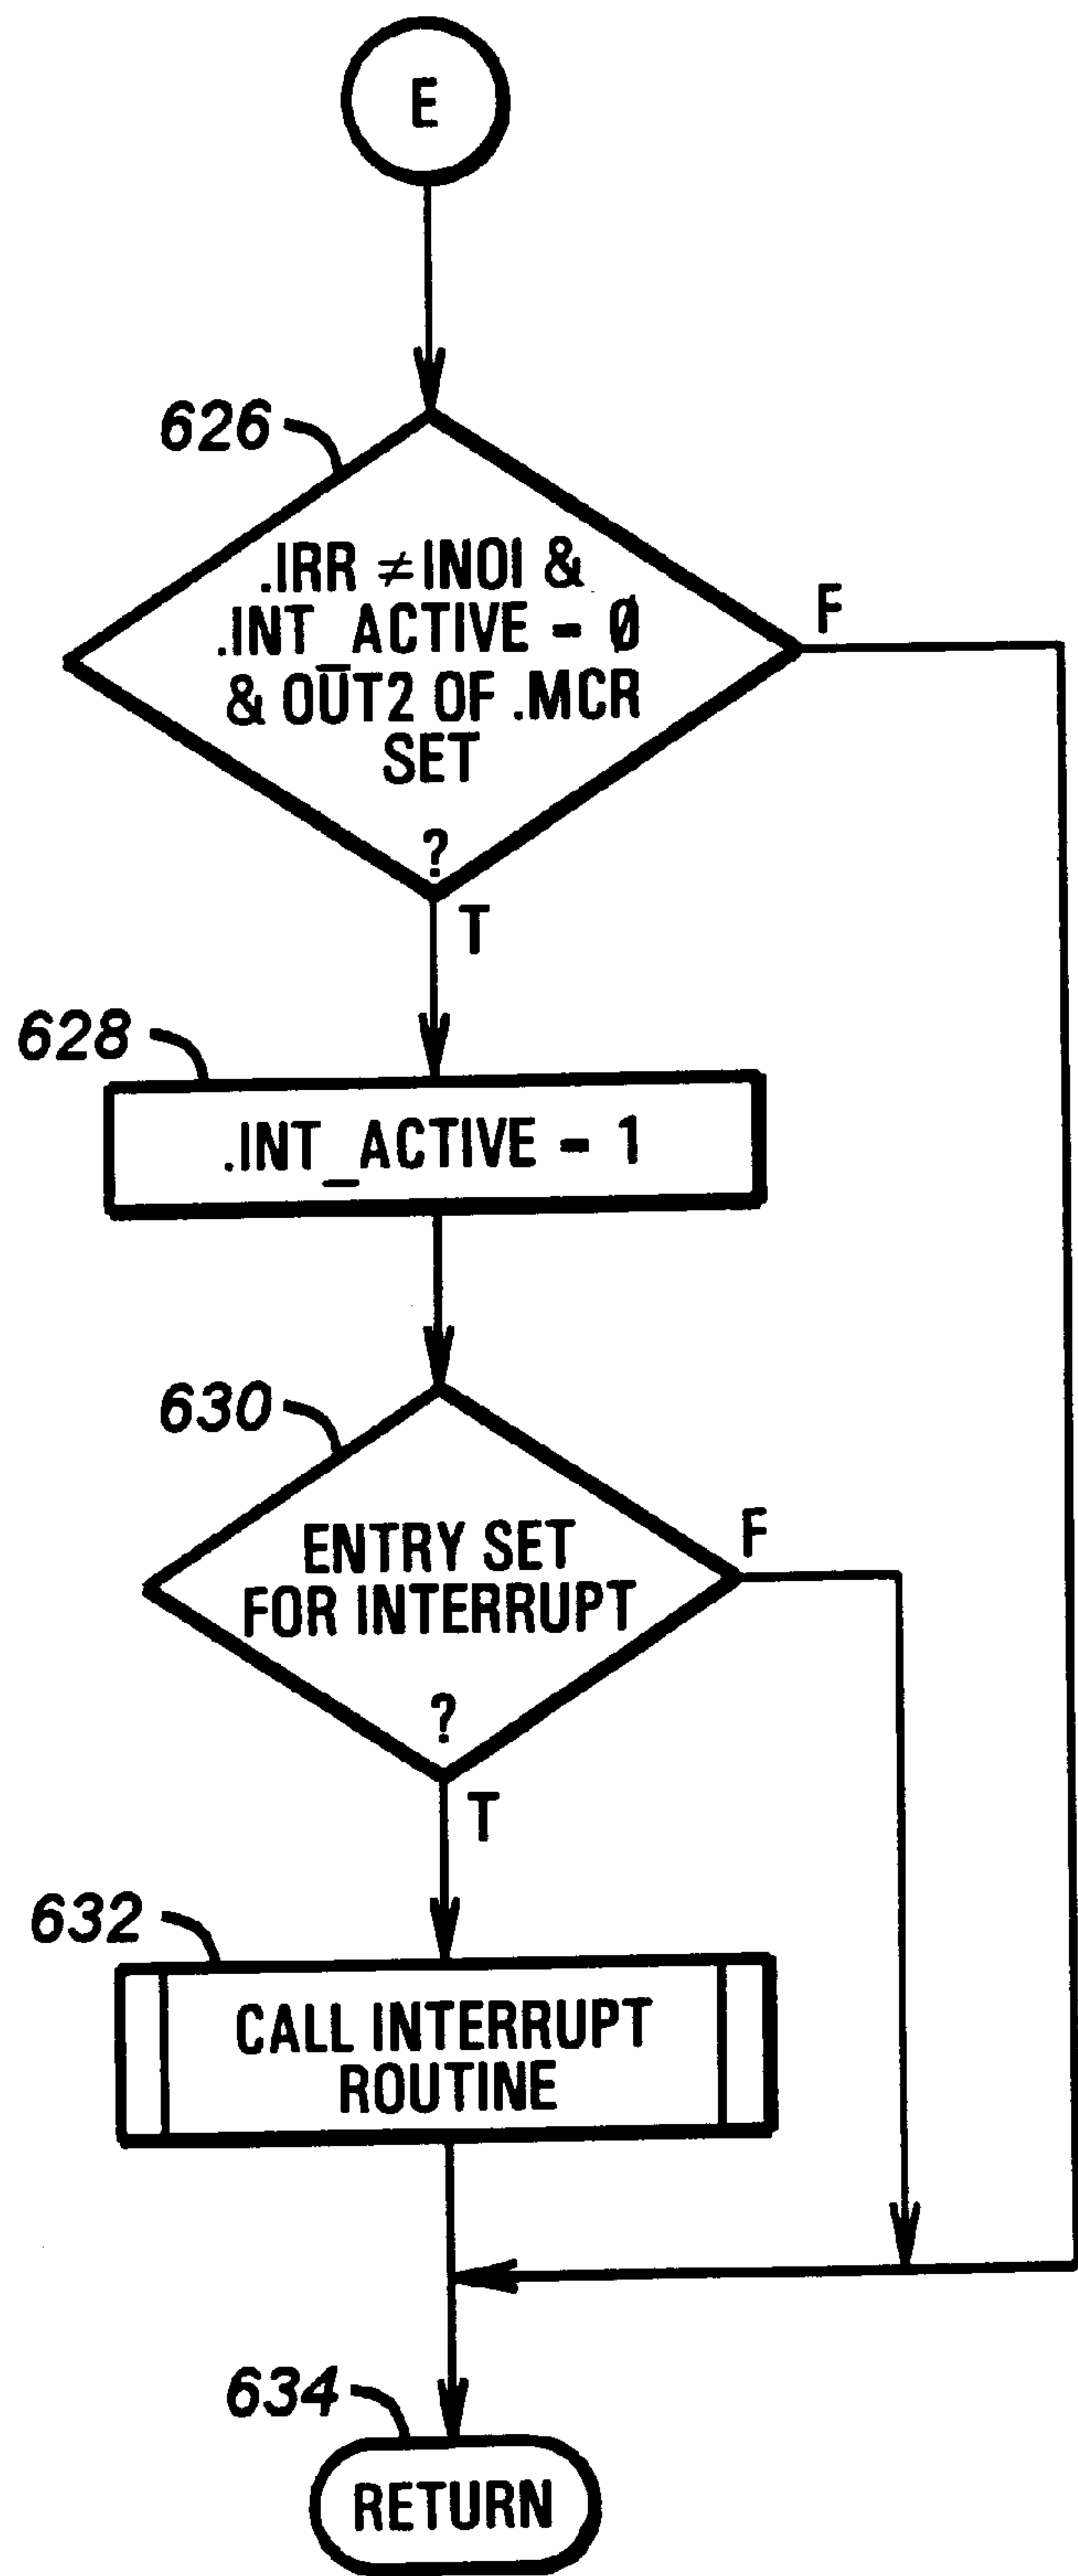 E
626
.IRR ≠INOI &
.INT_ACTIVE = Ø
& OUT2 OF .MCR
SET
?
F
T
628
.INT_ACTIVE = 1
630
ENTRY SET
FOR INTERRUPT
?
F
T
632
CALL INTERRUPT
ROUTINE
634
RETURN